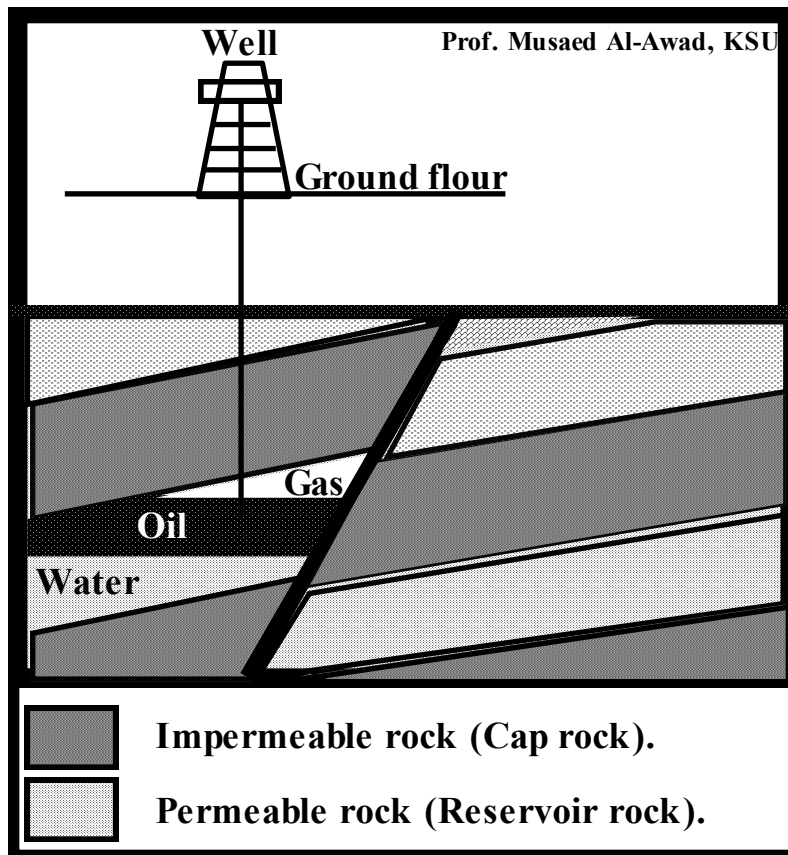 Well
Prof. Musaed Al-Awad, KSU
Ground flour
Gas
Oil
Water
Impermeable rock (Cap rock).
Permeable rock (Reservoir rock).